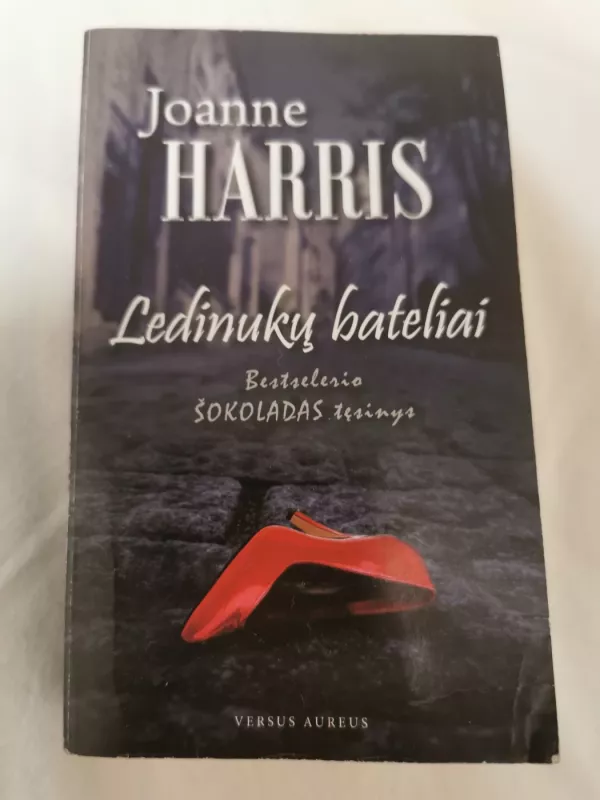 Joanne
HARRIS
Ledinukų bateliai
Bestselerio
ŠOKOLADAS tęsinys
VERSUS AUREUS